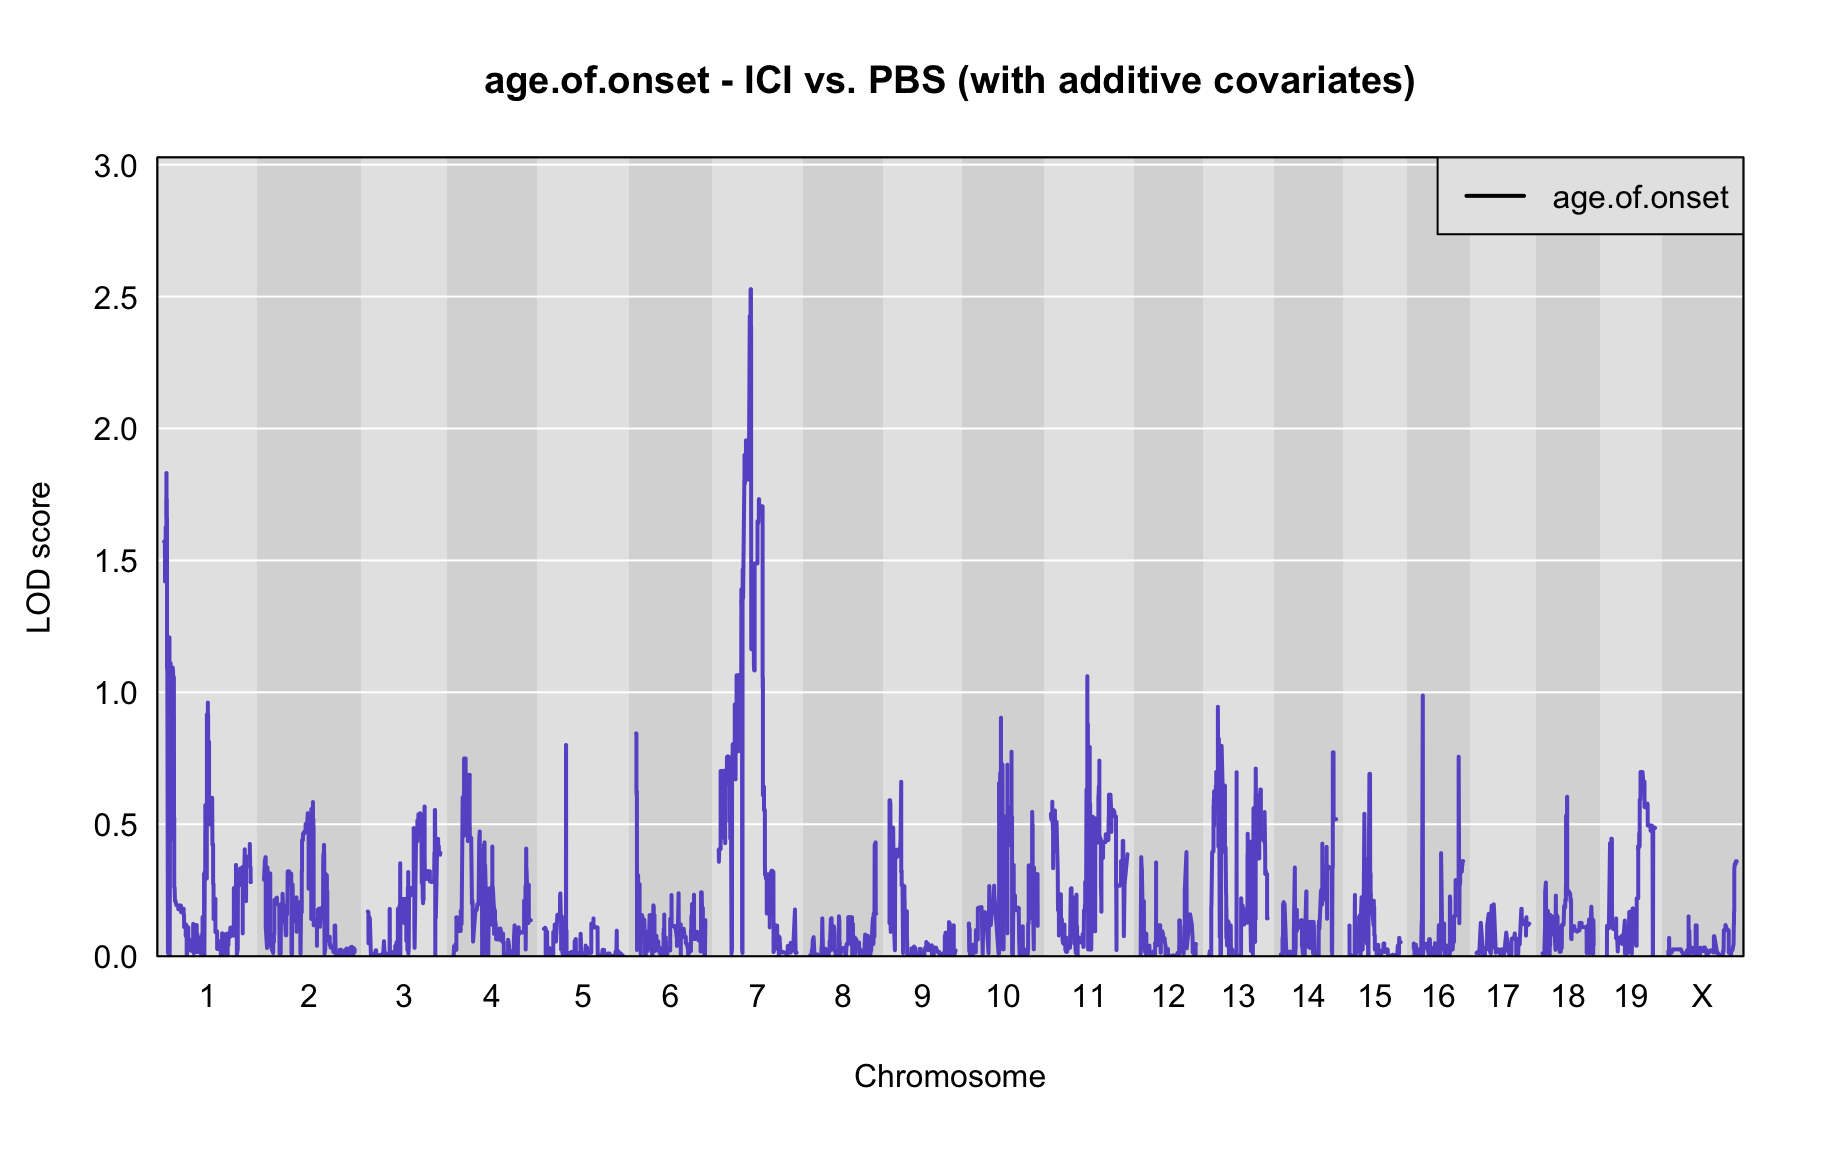 age.of.onset - ICI vs. PBS (with additive covariates)
3.0
2.5
2.0
1.5
1.0
0.5
0.0
LOD score
age.of.onset
1 2 3 4 5 6 7 8 9 10 11 12 13 14 15 16 17 18 19 X
Chromosome